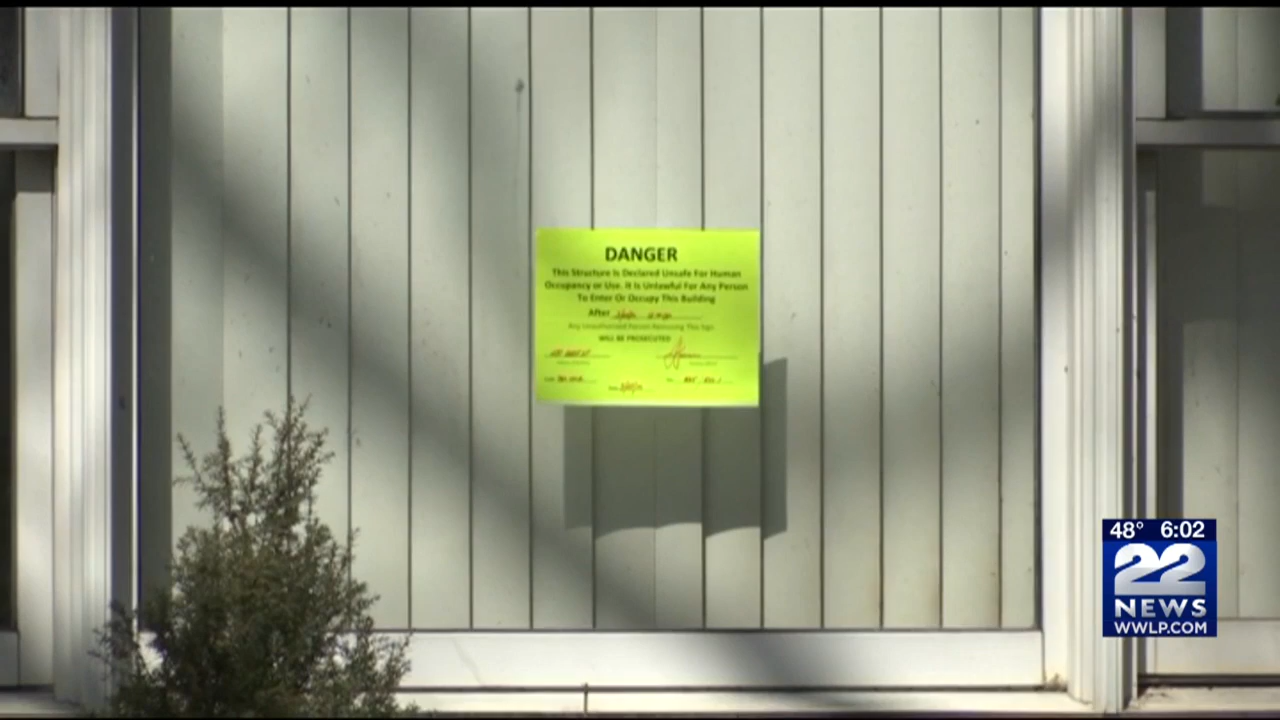 DANGER
This Structure Is Declared Unsafe For Human
Occupancy or Use. It Is Unlawful For Any Person
To Enter Or Occupy This Building
After
Any Unauthorized Person Removing This Sign
WILL BE PROSECUTED
48° 6:02
22
NEWS
WWLP.COM